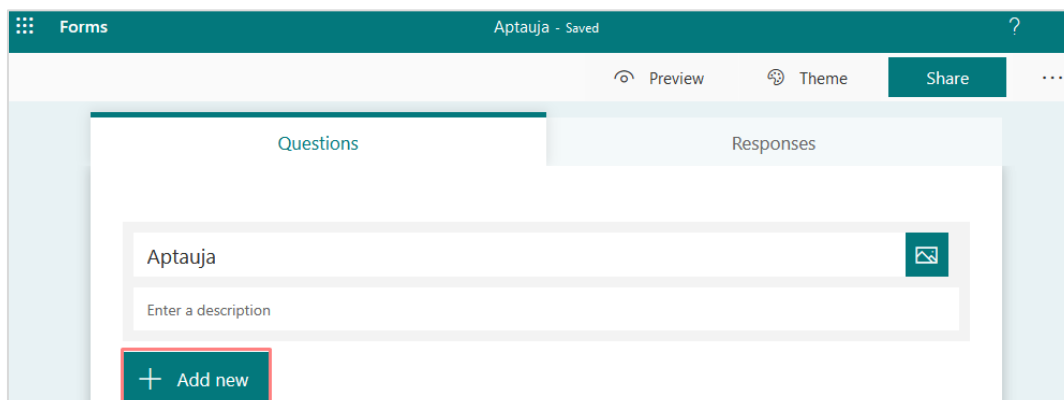 Forms Aptauja - Saved ?
Preview Theme Share ...
Questions Responses
Aptauja
Enter a description
+ Add new